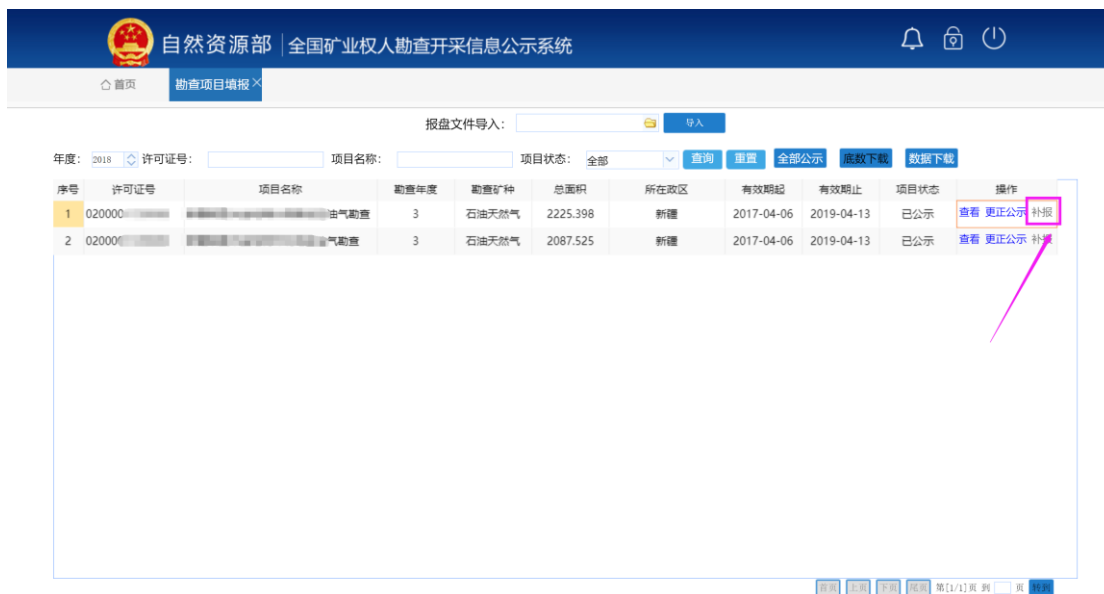 自然资源部 全国矿业权人勘查开采信息公示系统
首页 勘查项目填报
报盘文件导入: 导入
年度: 2018 许可证号: 项目名称: 项目状态: 全部 查询 重置 全部公示 底数下载 数据下载
序号 许可证号 项目名称 勘查年度 勘查矿种 总面积 所在政区 有效期起 有效期止 项目状态 操作
1 020000 油气勘查 3 石油天然气 2225.398 新疆 2017-04-06 2019-04-13 已公示 查看 更正公示 补报
2 02000 气勘查 3 石油天然气 2087.525 新疆 2017-04-06 2019-04-13 已公示 查看 更正公示 补报
首页 上页 下页 尾页 第[1/1]页 到 页 转到